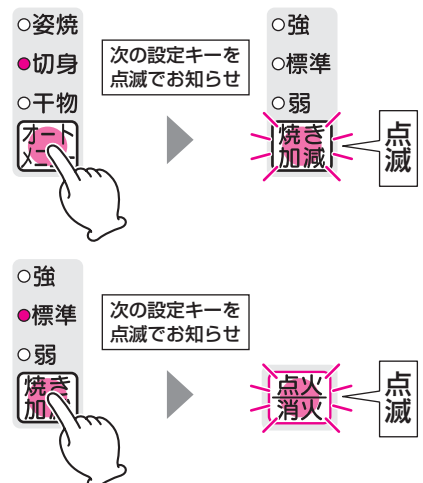 ○姿焼
●切身
○干物
オート
メニュー
次の設定キーを
点滅でお知らせ
○強
○標準
○弱
焼き
加減
点滅
○強
●標準
○弱
焼き
加減
次の設定キーを
点滅でお知らせ
点火
消火
点滅